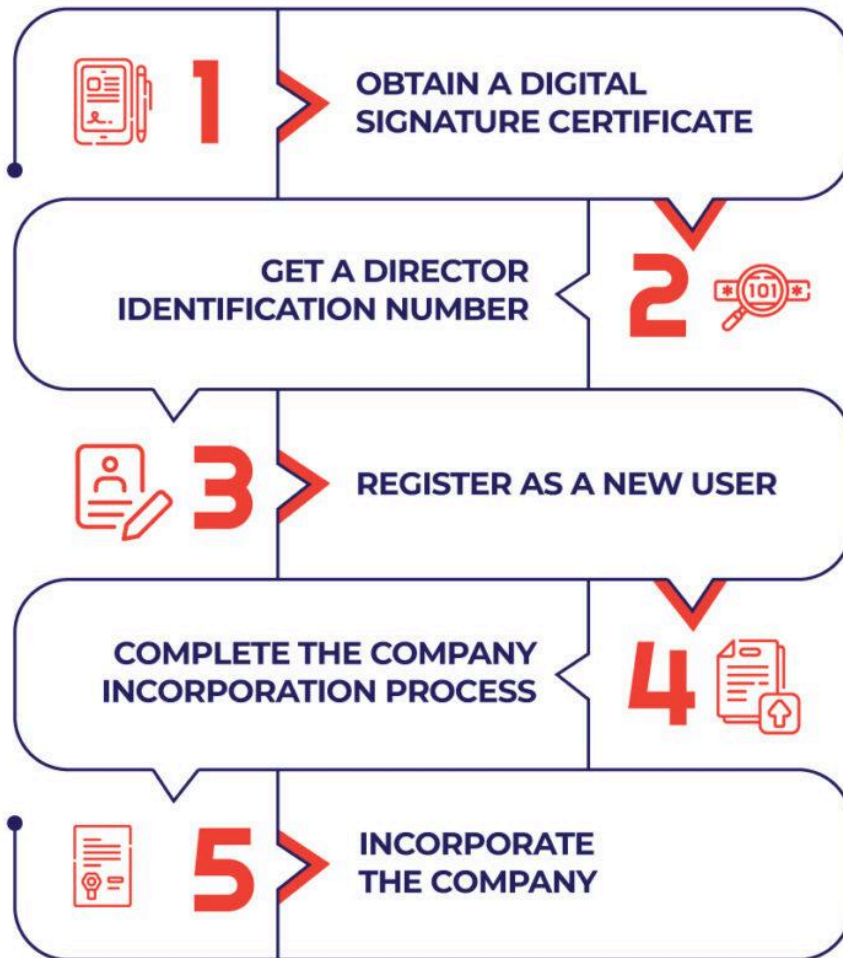 1
OBTAIN A DIGITAL
SIGNATURE CERTIFICATE
GET A DIRECTOR
IDENTIFICATION NUMBER
2
* 101 *
3
REGISTER AS A NEW USER
COMPLETE THE COMPANY
INCORPORATION PROCESS
4
5
INCORPORATE
THE COMPANY